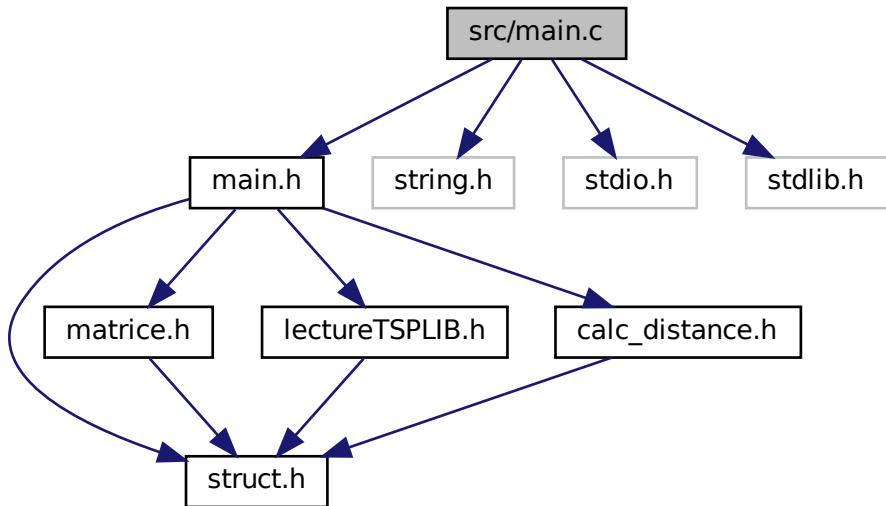 src/main.c
main.h
string.h
stdio.h
stdlib.h
matrice.h
lectureTSPLIB.h
calc_distance.h
struct.h